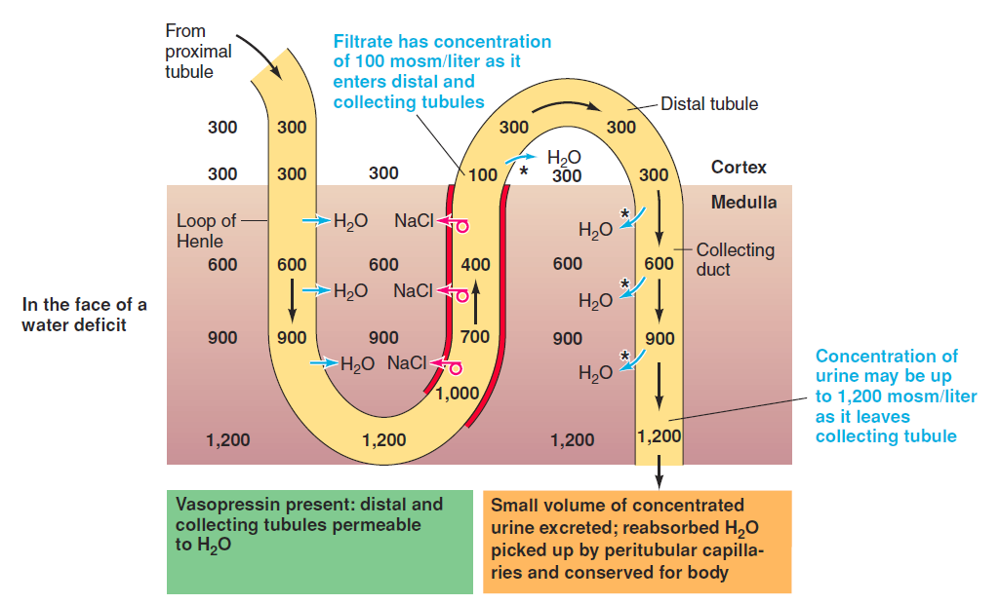 From
proximal
tubule
Filtrate has concentration
of 100 mosm/liter as it
enters distal and
collecting tubules
Distal tubule
300
300
300
300
H₂O
*
300
300
300
100
300
300
Cortex
Medulla
Loop of
Henle
H₂O
NaCl
*
H₂O
Collecting
duct
600
600
600
400
600
600
H₂O
NaCl
*
H₂O
In the face of a
water deficit
900
900
900
700
900
900
H₂O
NaCl
*
H₂O
1,000
Concentration of
urine may be up
to 1,200 mosm/liter
as it leaves
collecting tubule
1,200
1,200
1,200
1,200
Vasopressin present: distal and
collecting tubules permeable
to H₂O
Small volume of concentrated
urine excreted; reabsorbed H₂O
picked up by peritubular capilla-
ries and conserved for body